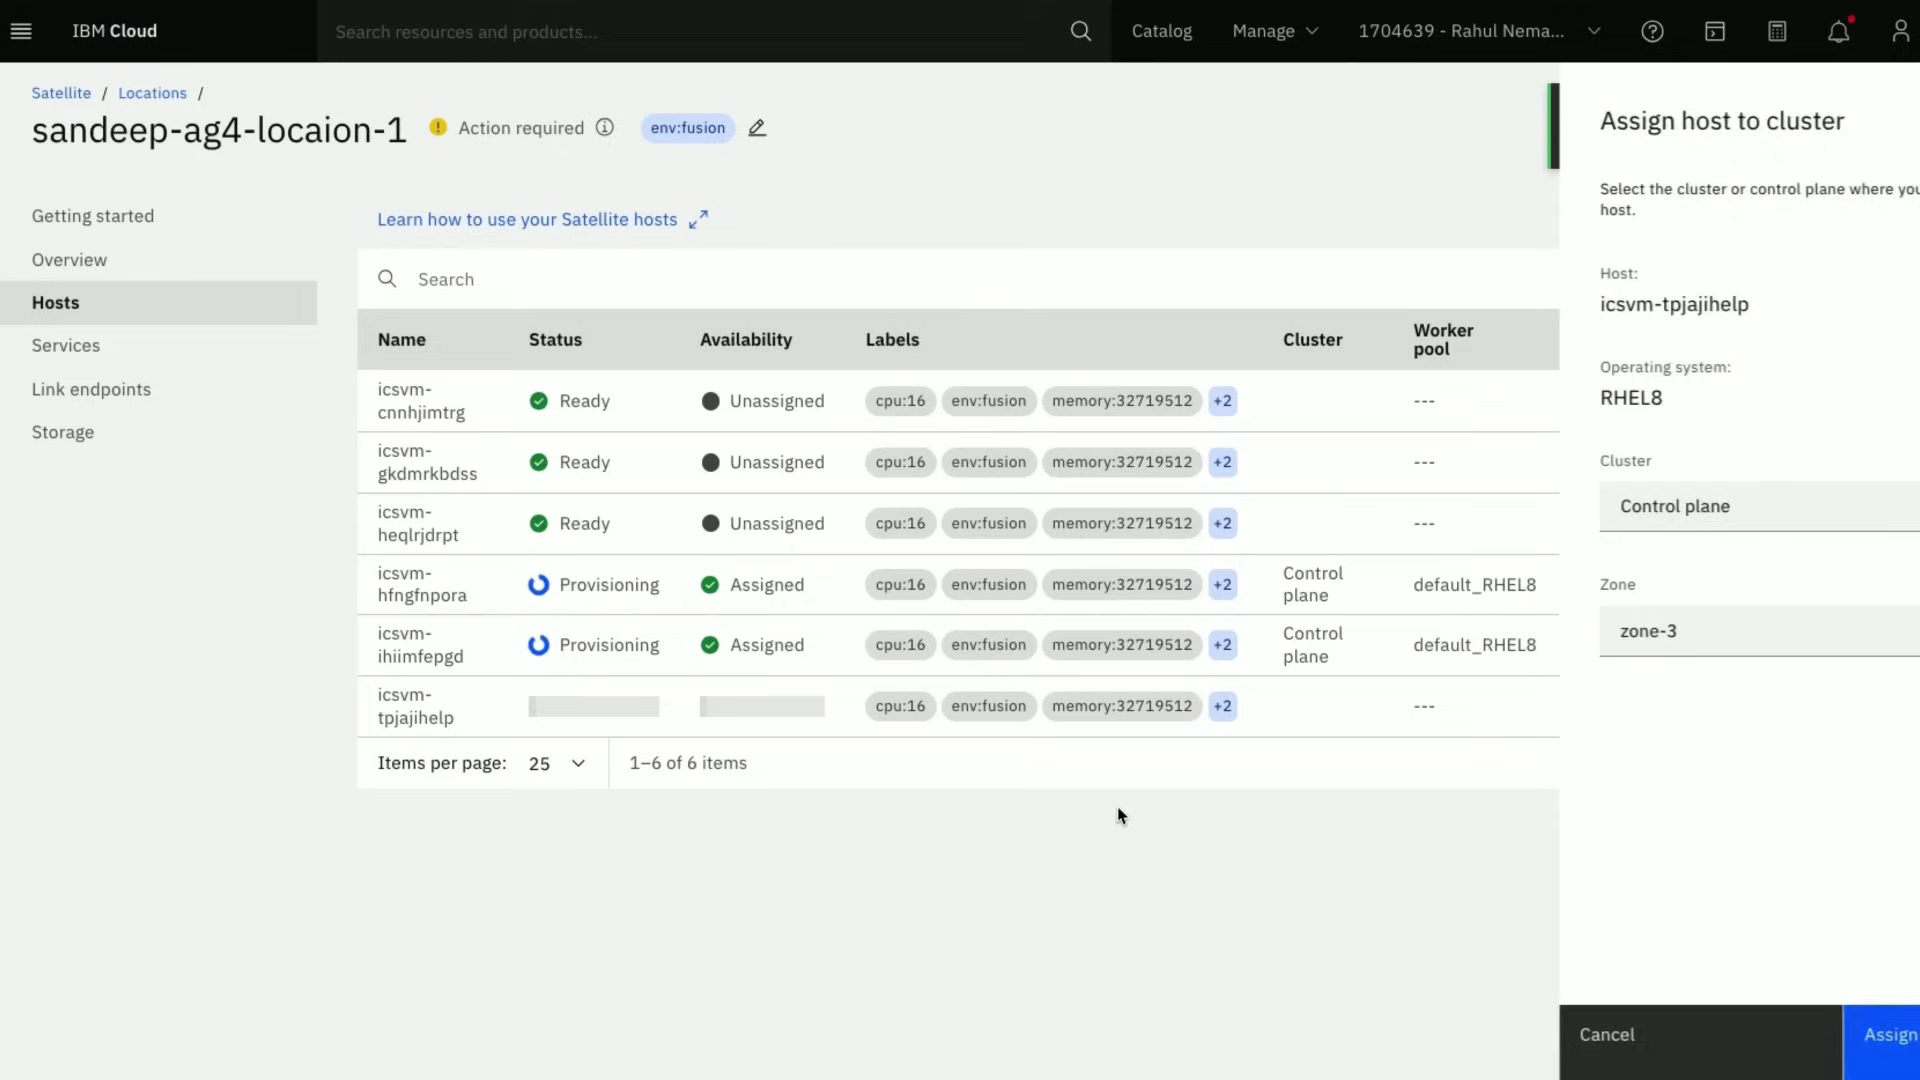 IBM Cloud
Search resources and products...
Catalog
Manage
1704639 - Rahul Nema...
Satellite / Locations /
sandeep-ag4-locaion-1
Action required
env:fusion
Getting started
Overview
Hosts
Services
Link endpoints
Storage
Learn how to use your Satellite hosts
Search
Name Status Availability Labels Cluster Worker
pool
icsvm-
cnnhjimtrg
Ready Unassigned cpu:16 env:fusion memory:32719512 +2 ---
icsvm-
gkdmrkbdss
Ready Unassigned cpu:16 env:fusion memory:32719512 +2 ---
icsvm-
heqlrjdrpt
Ready Unassigned cpu:16 env:fusion memory:32719512 +2 ---
icsvm-
hfngfnpora
Provisioning Assigned cpu:16 env:fusion memory:32719512 +2 Control
plane
default_RHEL8
icsvm-
ihiimfepgd
Provisioning Assigned cpu:16 env:fusion memory:32719512 +2 Control
plane
default_RHEL8
icsvm-
tpjajihelp
cpu:16 env:fusion memory:32719512 +2 ---
Items per page: 25 1–6 of 6 items
Assign host to cluster
Select the cluster or control plane where you
host.
Host:
icsvm-tpjajihelp
Operating system:
RHEL8
Cluster
Control plane
Zone
zone-3
Cancel
Assign